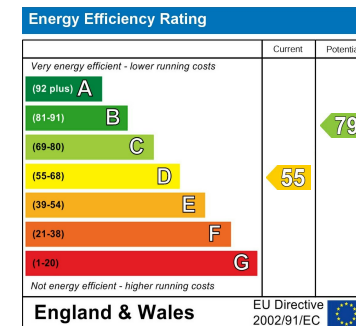 Energy Efficiency Rating
Current Potentia
Very energy efficient - lower running costs
(92 plus) A
(81-91) B
79
(69-80) C
(55-68) D
55
(39-54) E
(21-38) F
(1-20) G
Not energy efficient - higher running costs
England & Wales
EU Directive
2002/91/EC